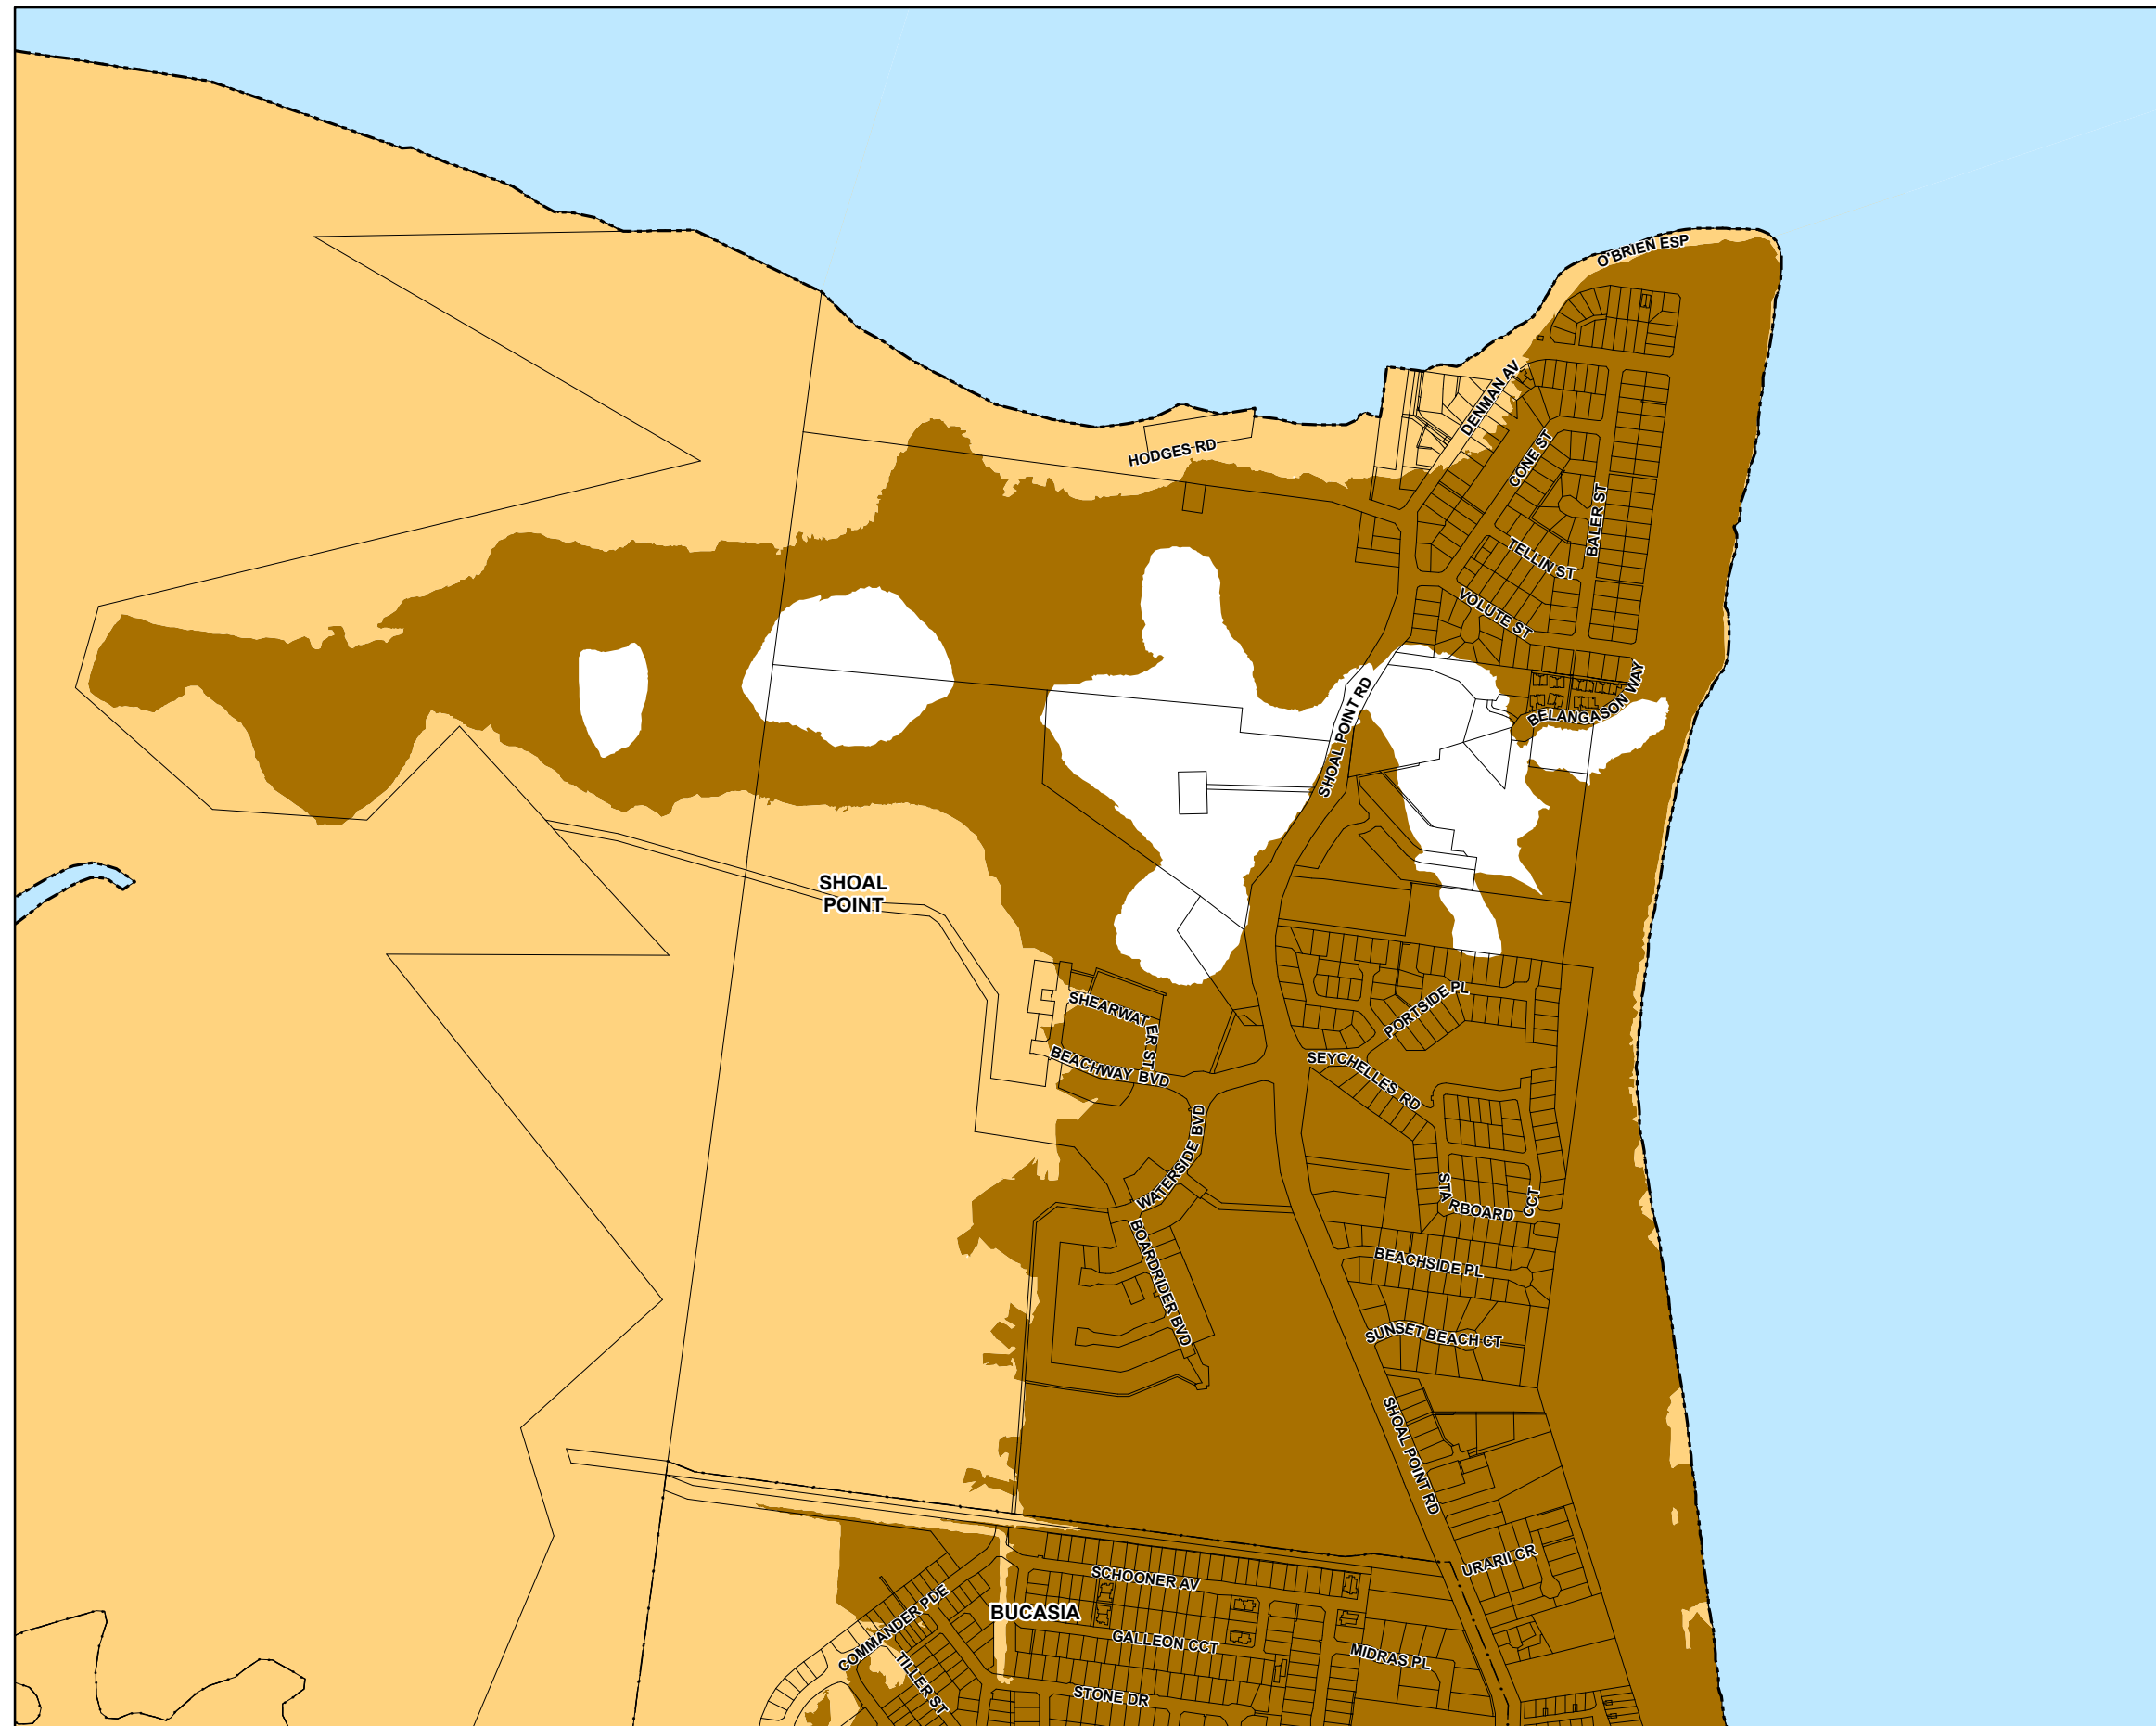 O'BRIEN ESP
DENMAN AV
HODGES RD
CONE ST
BALER ST
TELLIN ST
VOLUTE ST
BELANGASON WAY
SHOAL POINT RD
SHOAL
POINT
PORTSIDE PL
SHEARWATER ST
BEACHWAY BVD
SEYCHELLES RD
WATERSIDE BVD
STARBOARD CCT
BOARDRIDER BVD
BEACHSIDE PL
SUNSET BEACH CT
SHOAL POINT RD
URARII CR
SCHOONER AV
COMMANDER PDE
BUCASIA
GALLEON CCT
MIDRAS PL
TILLER ST
STONE DR